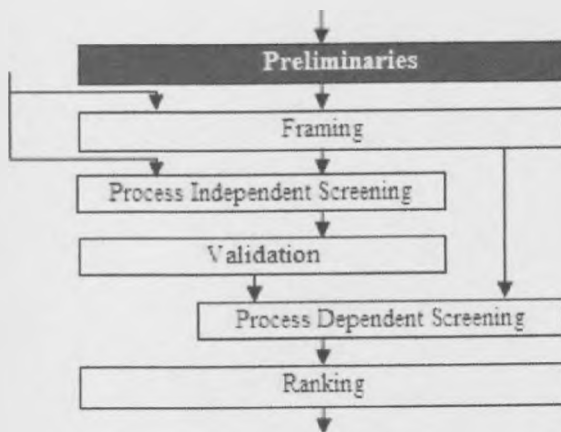 Preliminaries
Framing
Process Independent Screening
Validation
Process Dependent Screening
Ranking